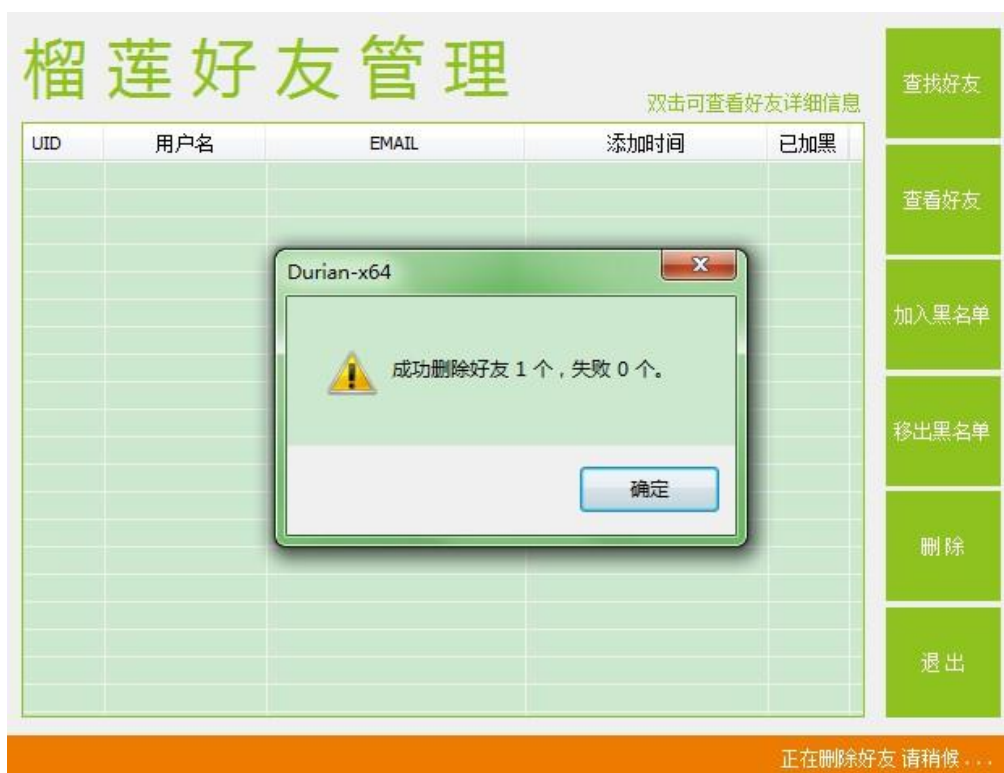 榴莲好友管理
双击可查看好友详细信息
UID 用户名 EMAIL 添加时间 已加黑
Durian-x64
成功删除好友 1 个，失败 0 个。
确定
查找好友
查看好友
加入黑名单
移出黑名单
删除
退出
正在删除好友 请稍候...